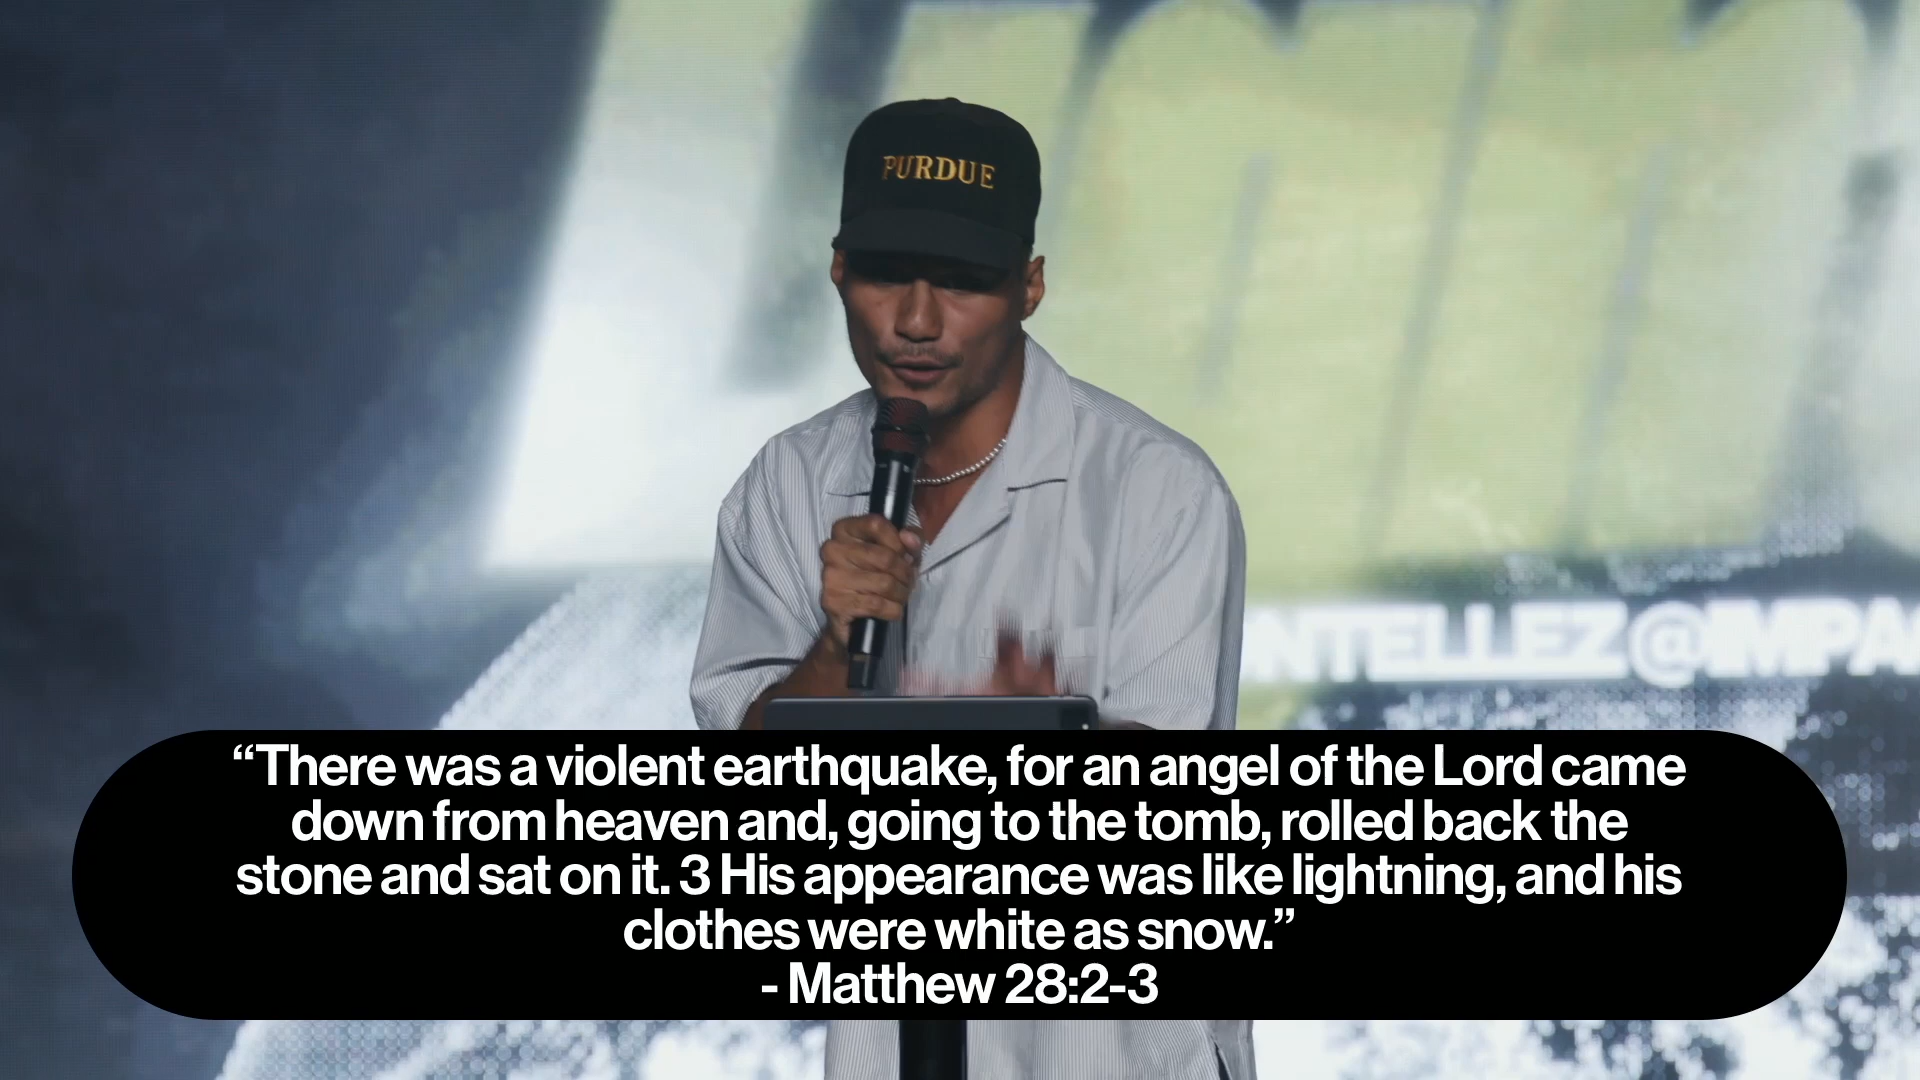 PURDUE
NTELLEZ@IMPA
“There was a violent earthquake, for an angel of the Lord came
down from heaven and, going to the tomb, rolled back the
stone and sat on it. 3 His appearance was like lightning, and his
clothes were white as snow.”
- Matthew 28:2-3